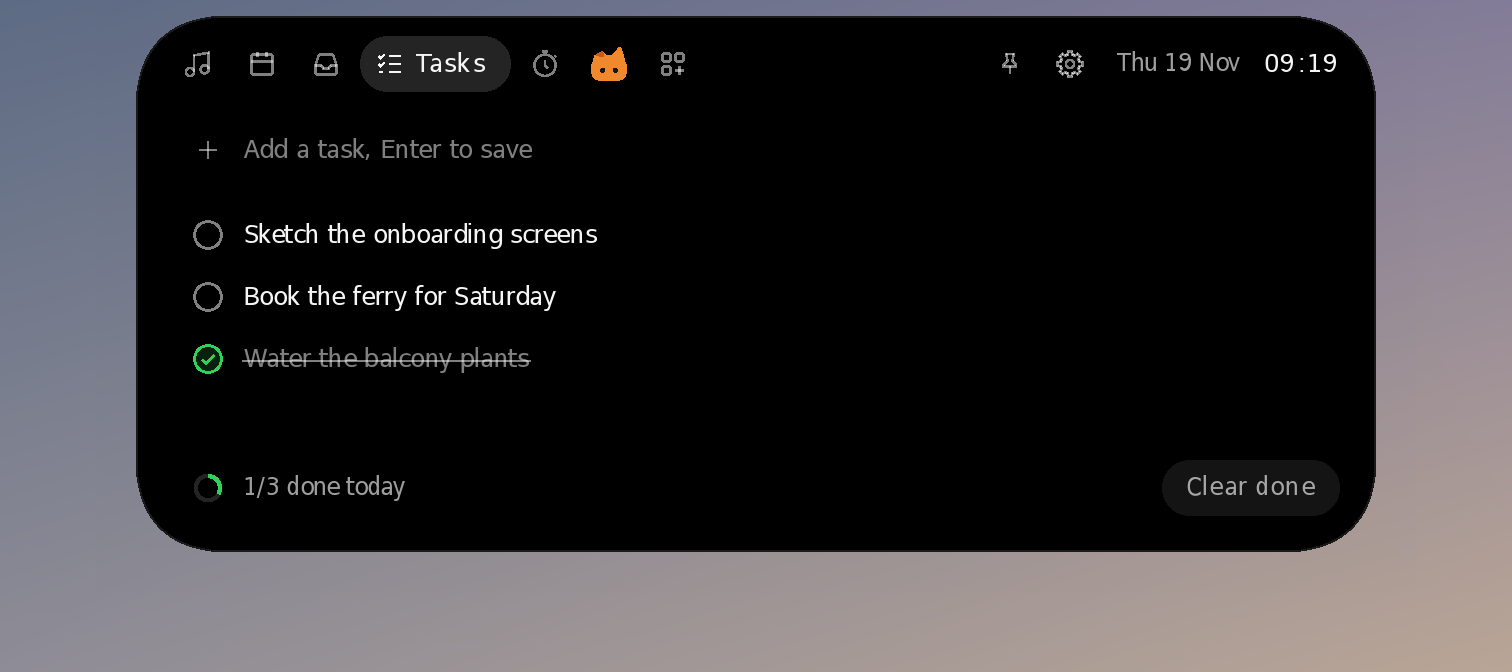 Tasks Thu 19 Nov 09:19
Add a task, Enter to save
Sketch the onboarding screens
Book the ferry for Saturday
Water the balcony plants
1/3 done today Clear done